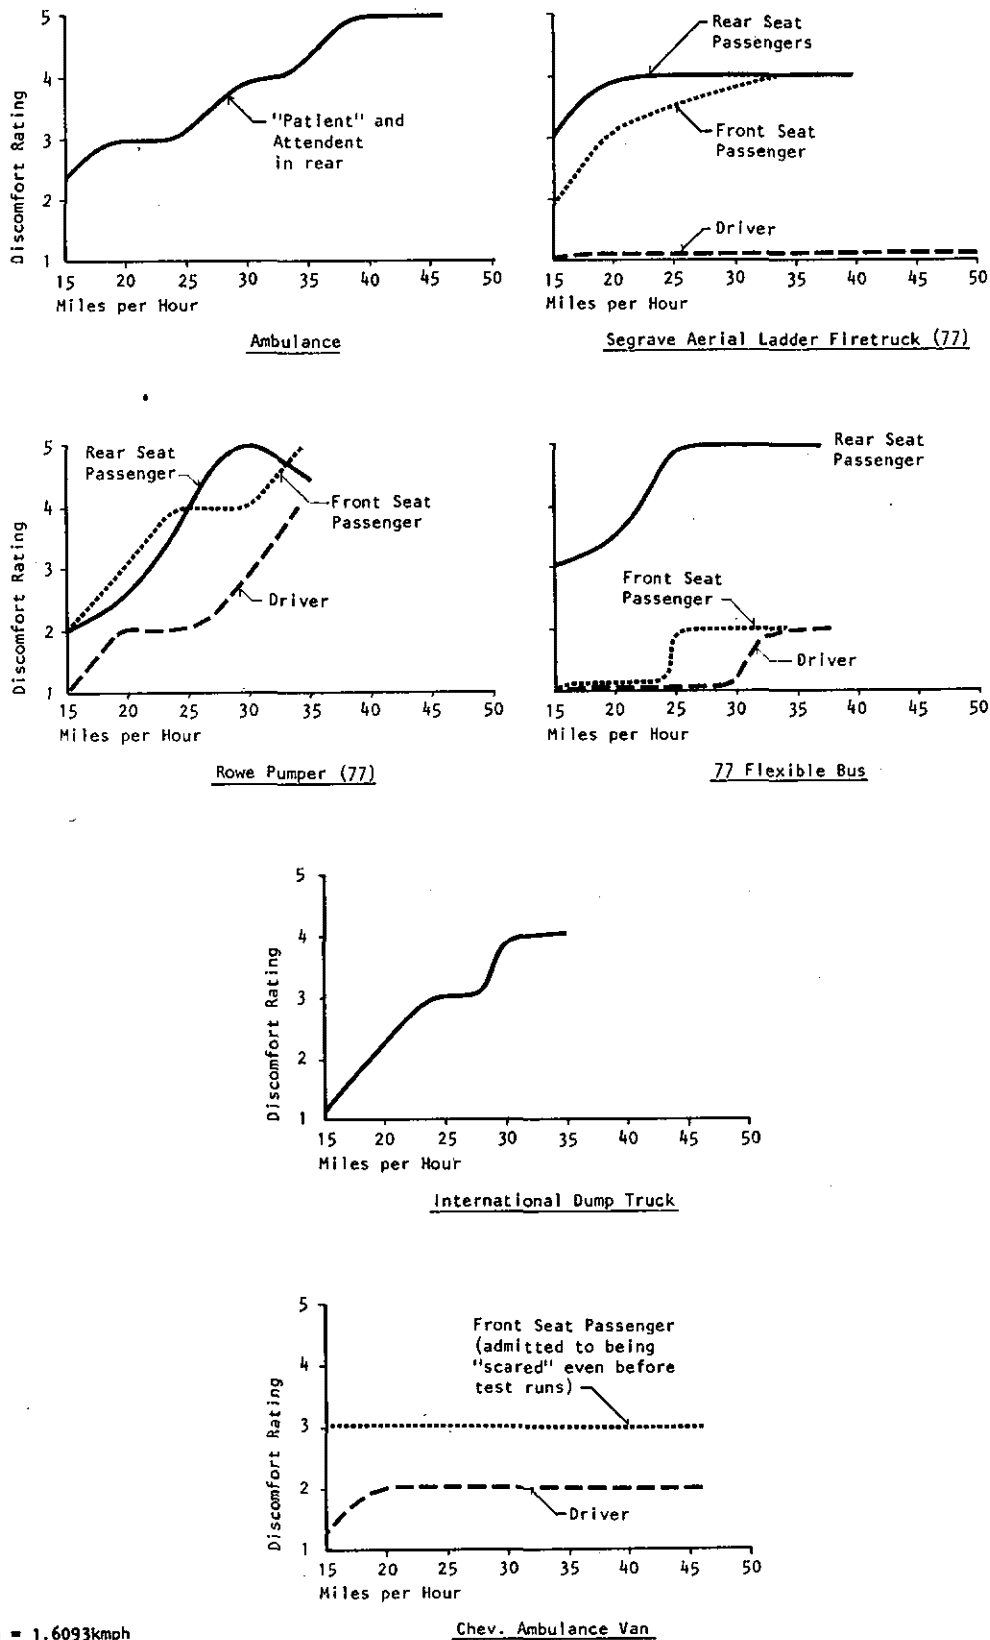 5
4
3
2
1
Discomfort Rating
"Patient" and
Attendent
in rear
15 20 25 30 35 40 45 50
Miles per Hour
Ambulance
Rear Seat
Passengers
Front Seat
Passenger
Driver
15 20 25 30 35 40 45 50
Miles per Hour
Segrave Aerial Ladder Firetruck (77)
5
4
3
2
1
Discomfort Rating
Rear Seat
Passenger
Front Seat
Passenger
Driver
15 20 25 30 35 40 45 50
Miles per Hour
Rowe Pumper (77)
Rear Seat
Passenger
Front Seat
Passenger
Driver
15 20 25 30 35 40 45 50
Miles per Hour
77 Flexible Bus
5
4
3
2
1
Discomfort Rating
15 20 25 30 35 40 45 50
Miles per Hour
International Dump Truck
5
4
3
2
1
Discomfort Rating
Front Seat Passenger
(admitted to being
"scared" even before
test runs)
Driver
15 20 25 30 35 40 45 50
Miles per Hour
Chev. Ambulance Van
= 1.6093kmph